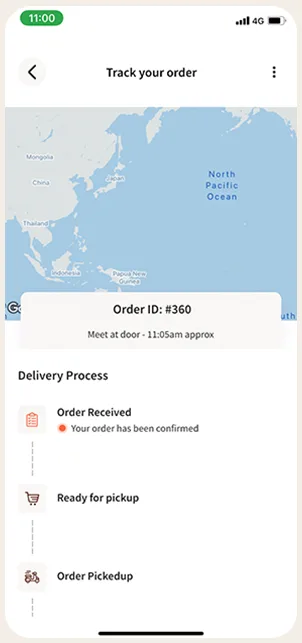 11:00
4G
Track your order
Mongolia
China
Japan
North
Pacific
Ocean
Thailand
Indonesia
Papua New
Guinea
Order ID: #360
Meet at door - 11:05am approx
Delivery Process
Order Received
Your order has been confirmed
Ready for pickup
Order Pickedup